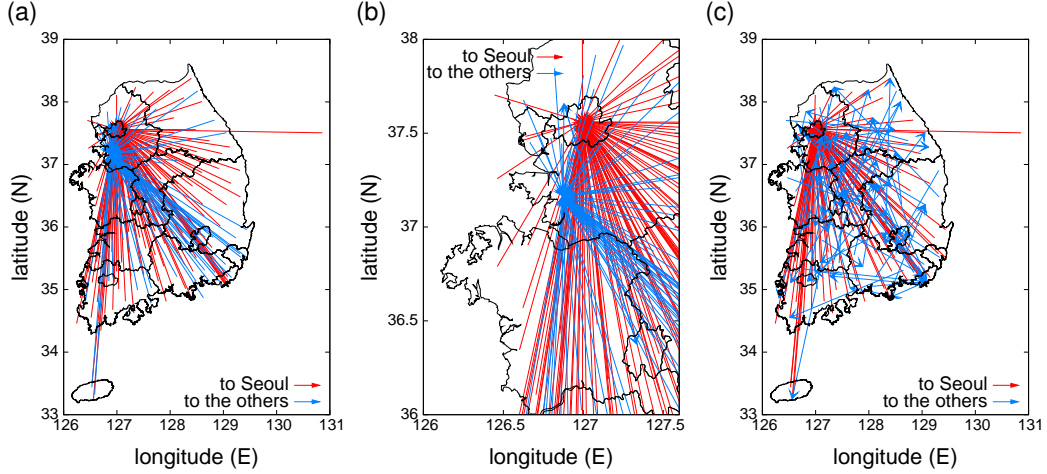 (a)
39
38
37
36
35
34
33
126
127
128
129
130
131
latitude (N)
longitude (E)
to Seoul
to the others
(b)
38
37.5
37
36.5
36
126
126.5
127
127.5
latitude (N)
longitude (E)
to Seoul
to the others
(c)
39
38
37
36
35
34
33
126
127
128
129
130
131
latitude (N)
longitude (E)
to Seoul
to the others